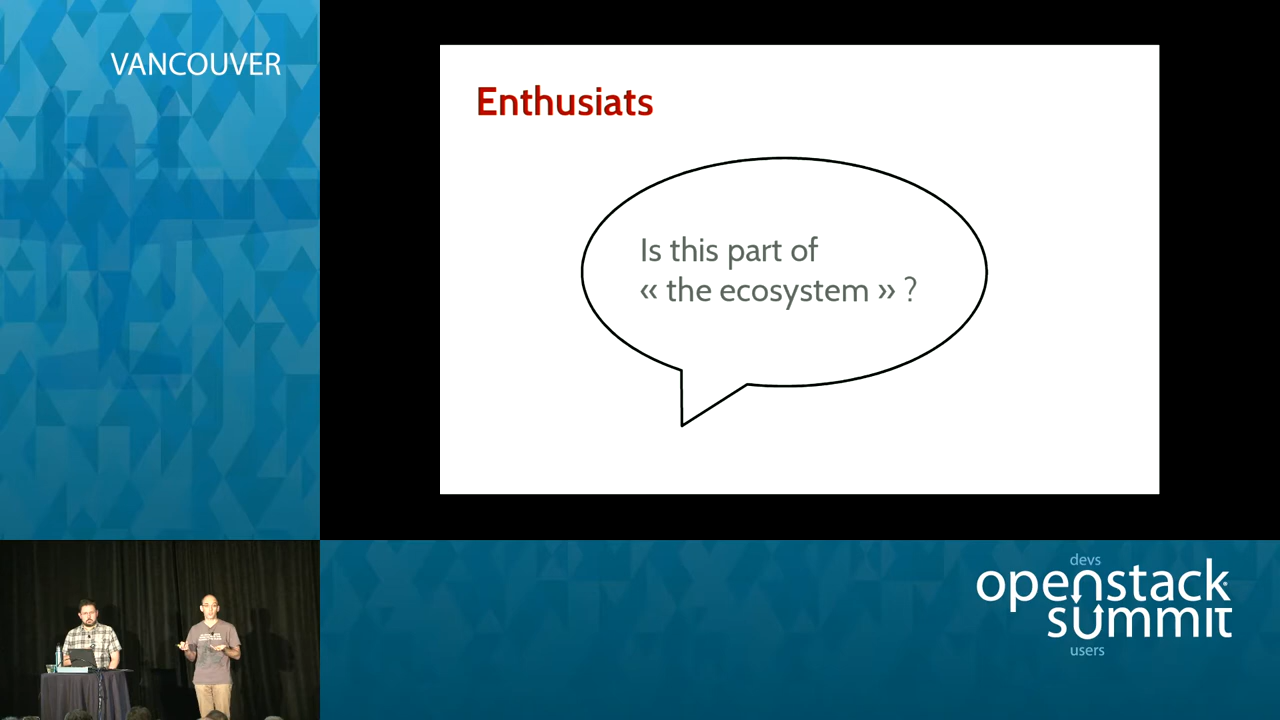 VANCOUVER
Enthusiats
Is this part of
« the ecosystem » ?
devs
openstack
summit
users